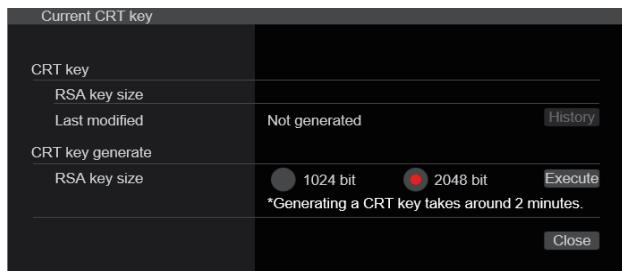 Current CRT key
CRT key
RSA key size
Last modified Not generated History
CRT key generate
RSA key size 1024 bit 2048 bit Execute
*Generating a CRT key takes around 2 minutes.
Close